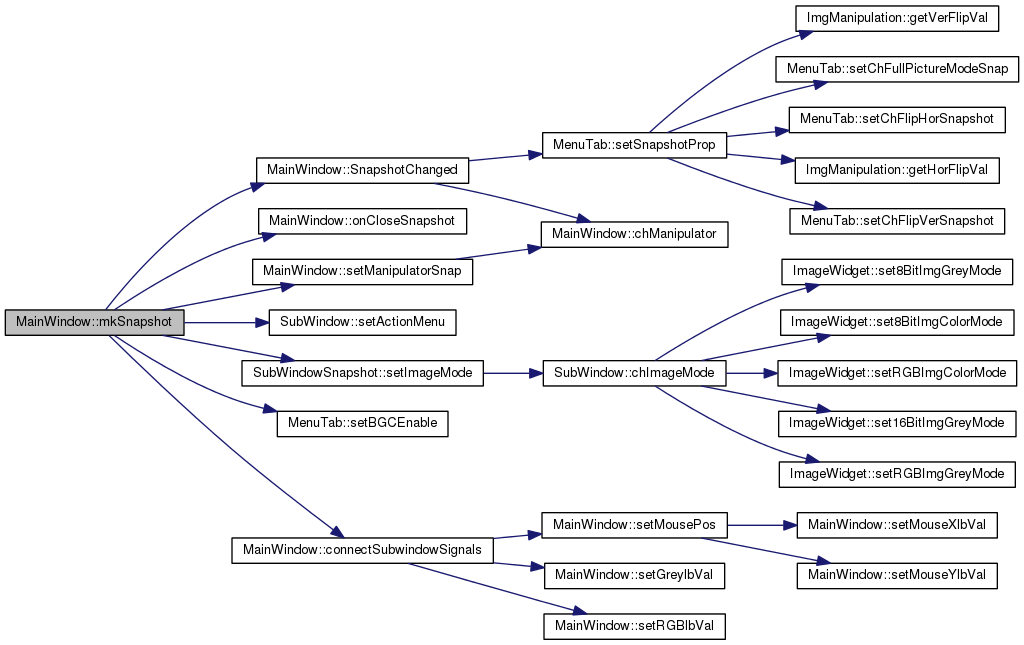 ImgManipulation::getVerFlipVal
MenuTab::setChFullPictureModeSnap
MenuTab::setChFlipHorSnapshot
MenuTab::setSnapshotProp
MainWindow::SnapshotChanged
ImgManipulation::getHorFlipVal
MainWindow::onCloseSnapshot
MenuTab::setChFlipVerSnapshot
MainWindow::chManipulator
MainWindow::setManipulatorSnap
ImageWidget::set8BitImgGreyMode
MainWindow::mkSnapshot
SubWindow::setActionMenu
ImageWidget::set8BitImgColorMode
SubWindowSnapshot::setImageMode
SubWindow::chImageMode
ImageWidget::setRGBImgColorMode
MenuTab::setBGCEnable
ImageWidget::set16BitImgGreyMode
ImageWidget::setRGBImgGreyMode
MainWindow::setMousePos
MainWindow::setMouseXlbVal
MainWindow::connectSubwindowSignals
MainWindow::setGreylbVal
MainWindow::setMouseYlbVal
MainWindow::setRGBlbVal